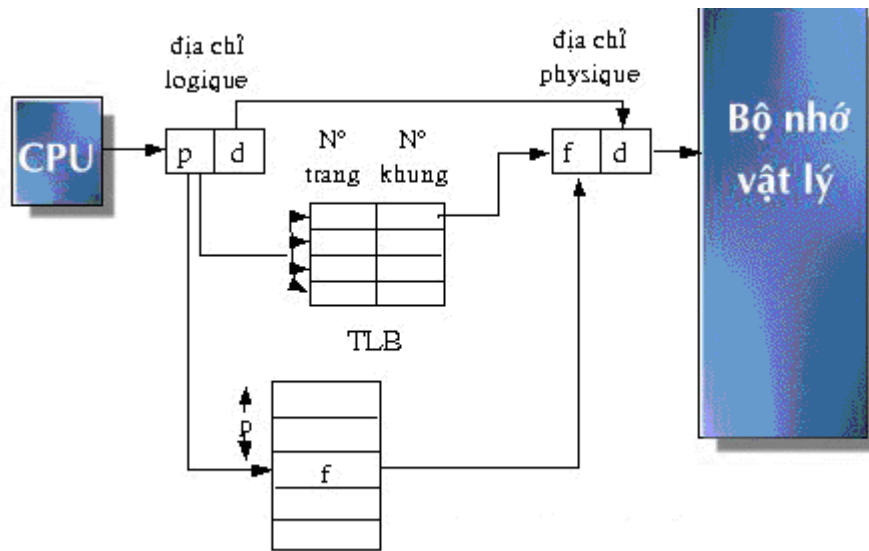 địa chỉ
logique
địa chỉ
physique
CPU
p d
N° N°
trang khung
f d
Bộ nhớ
vật lý
TLB
p
f